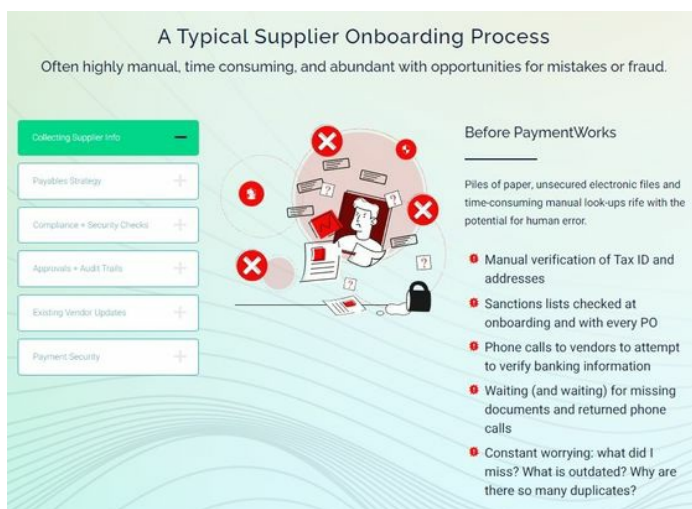 A Typical Supplier Onboarding Process
Often highly manual, time consuming, and abundant with opportunities for mistakes or fraud.
Collecting Supplier Info
Payables Strategy
Compliance + Security Checks
Approvals + Audit Trails
Existing Vendor Updates
Payment Security
Before PaymentWorks
Piles of paper, unsecured electronic files and
time-consuming manual look-ups rife with the
potential for human error.
Manual verification of Tax ID and
addresses
Sanctions lists checked at
onboarding and with every PO
Phone calls to vendors to attempt
to verify banking information
Waiting (and waiting) for missing
documents and returned phone
calls
Constant worrying: what did I
miss? What is outdated? Why are
there so many duplicates?